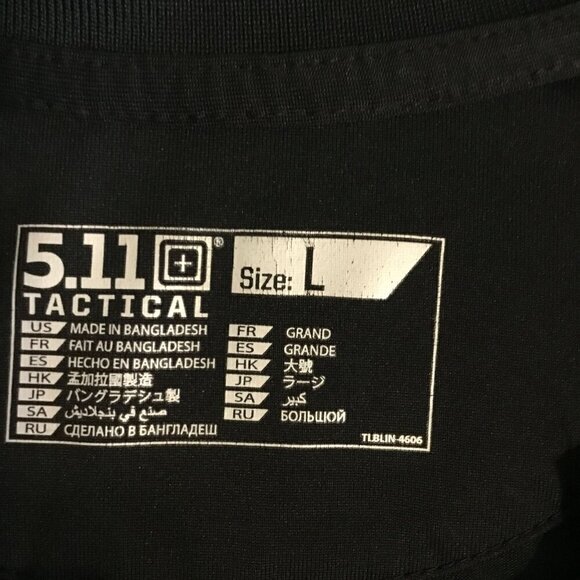 5.11®
TACTICAL
Size: L
US MADE IN BANGLADESH
FR FAIT AU BANGLADESH
ES HECHO EN BANGLADESH
HK 孟加拉國製造
JP バングラデシュ製
SA صنع في بنجلاديش
RU СДЕЛАНО В БАНГЛАДЕШ
FR GRAND
ES GRANDE
HK 大號
JP ラージ
SA كبير
RU БОЛЬШОЙ
TLBLIN-4606